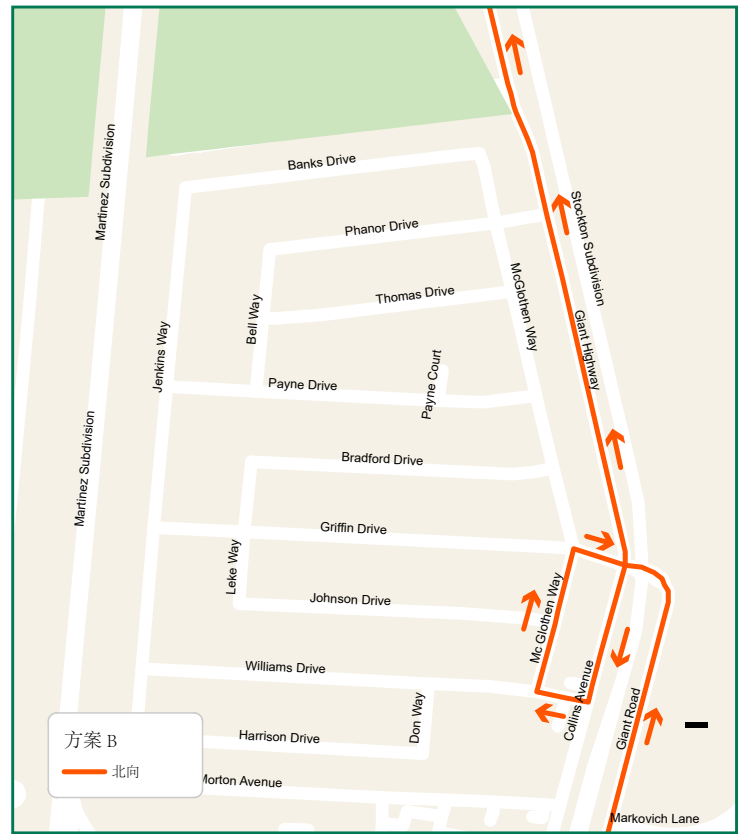 Banks Drive
Martinez Subdivision
Phanor Drive
Stockton Subdivision
McGlothen Way
Thomas Drive
Bell Way
Jenkins Way
Giant Highway
Payne Drive
Payne Court
Martinez Subdivision
Bradford Drive
Griffin Drive
Leke Way
Johnson Drive
Mc Glothen Way
Williams Drive
Collins Avenue
Giant Road
Don Way
Harrison Drive
方案 B
北向
Morton Avenue
Markovich Lane